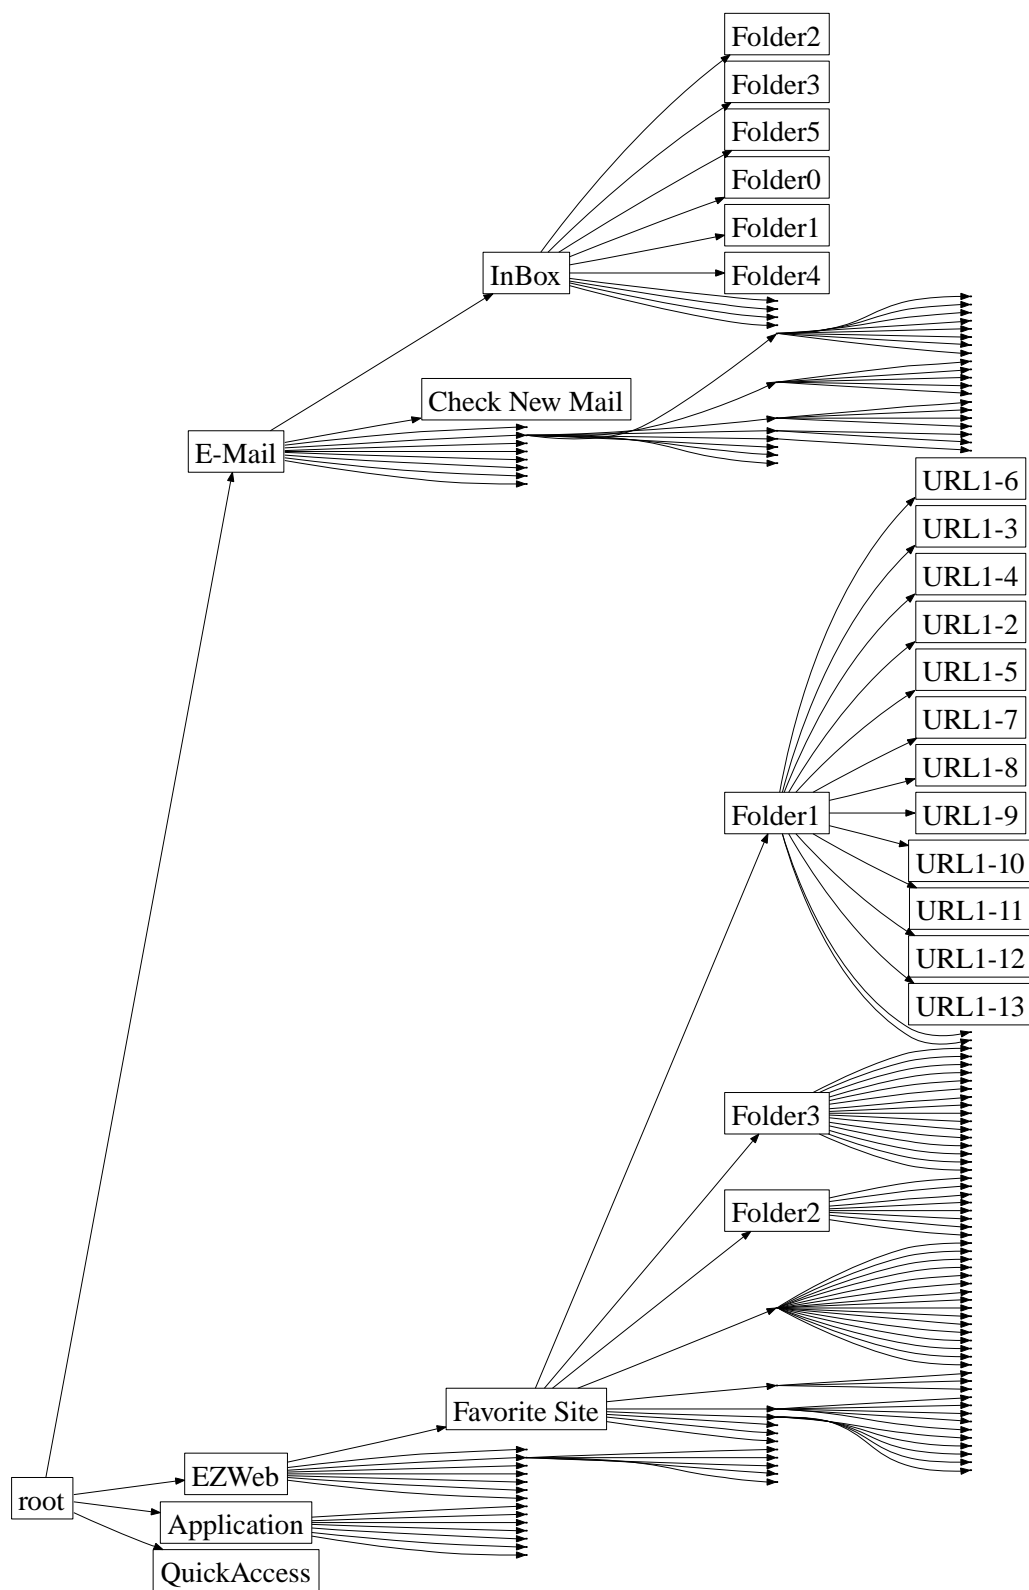 Folder2
Folder3
Folder5
Folder0
Folder1
InBox
Folder4
Check New Mail
E-Mail
URL1-6
URL1-3
URL1-4
URL1-2
URL1-5
URL1-7
URL1-8
Folder1
URL1-9
URL1-10
URL1-11
URL1-12
URL1-13
Folder3
Folder2
Favorite Site
EZWeb
root
Application
QuickAccess